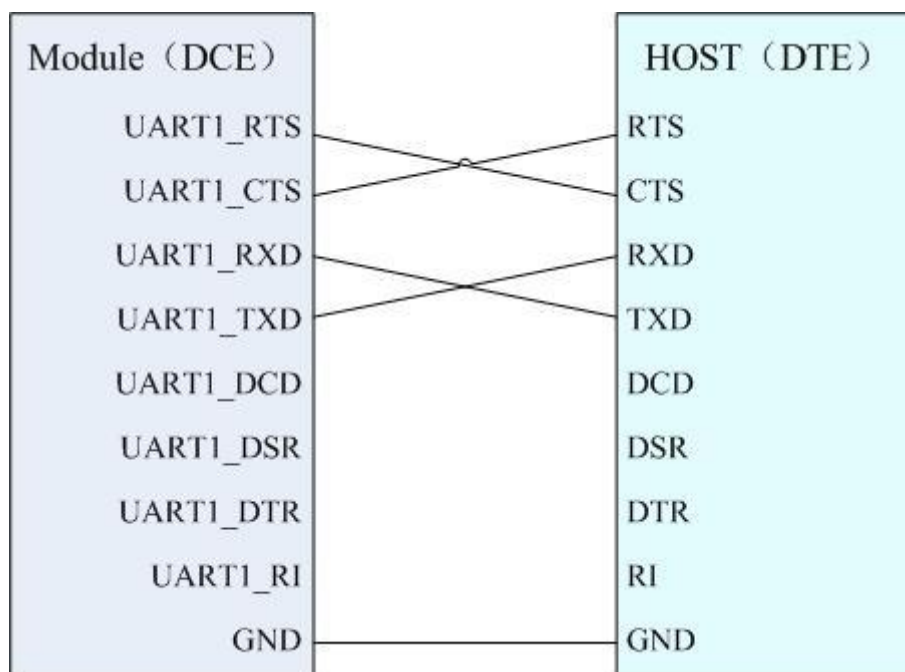 Module（DCE）
UART1_RTS
UART1_CTS
UART1_RXD
UART1_TXD
UART1_DCD
UART1_DSR
UART1_DTR
UART1_RI
GND
HOST（DTE）
RTS
CTS
RXD
TXD
DCD
DSR
DTR
RI
GND